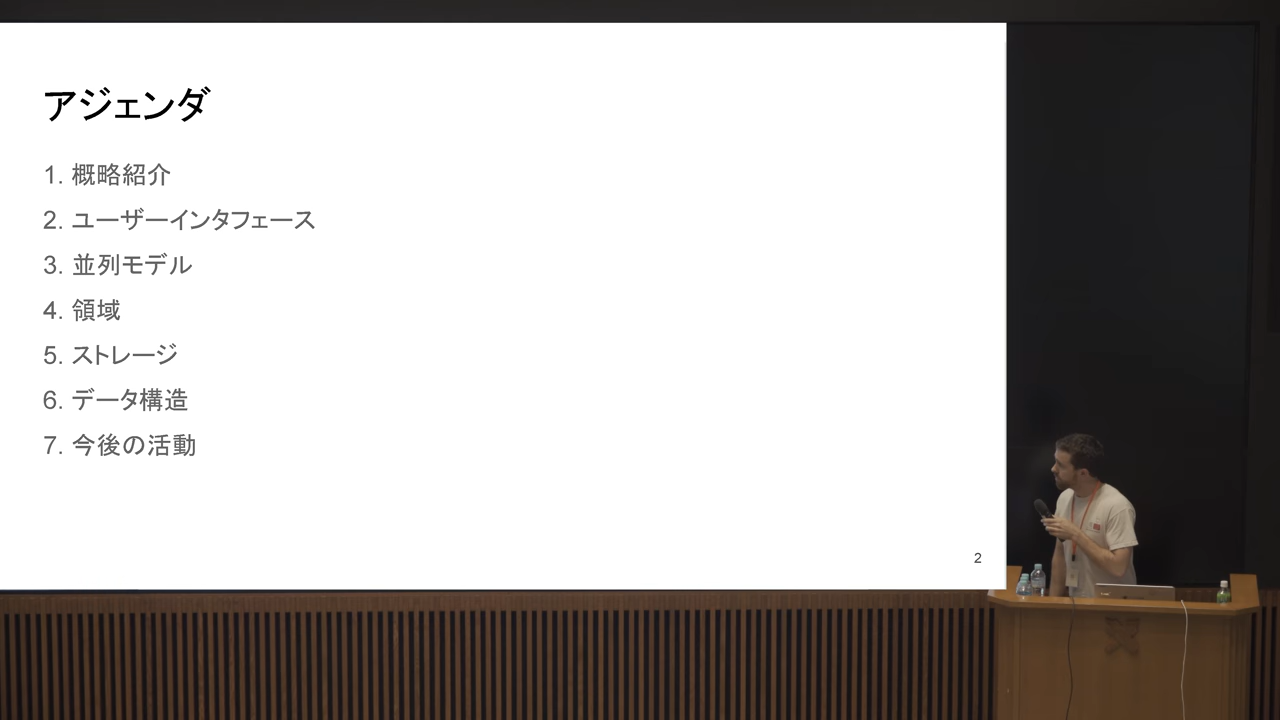 アジェンダ
1. 概略紹介
2. ユーザーインタフェース
3. 並列モデル
4. 領域
5. ストレージ
6. データ構造
7. 今後の活動
2